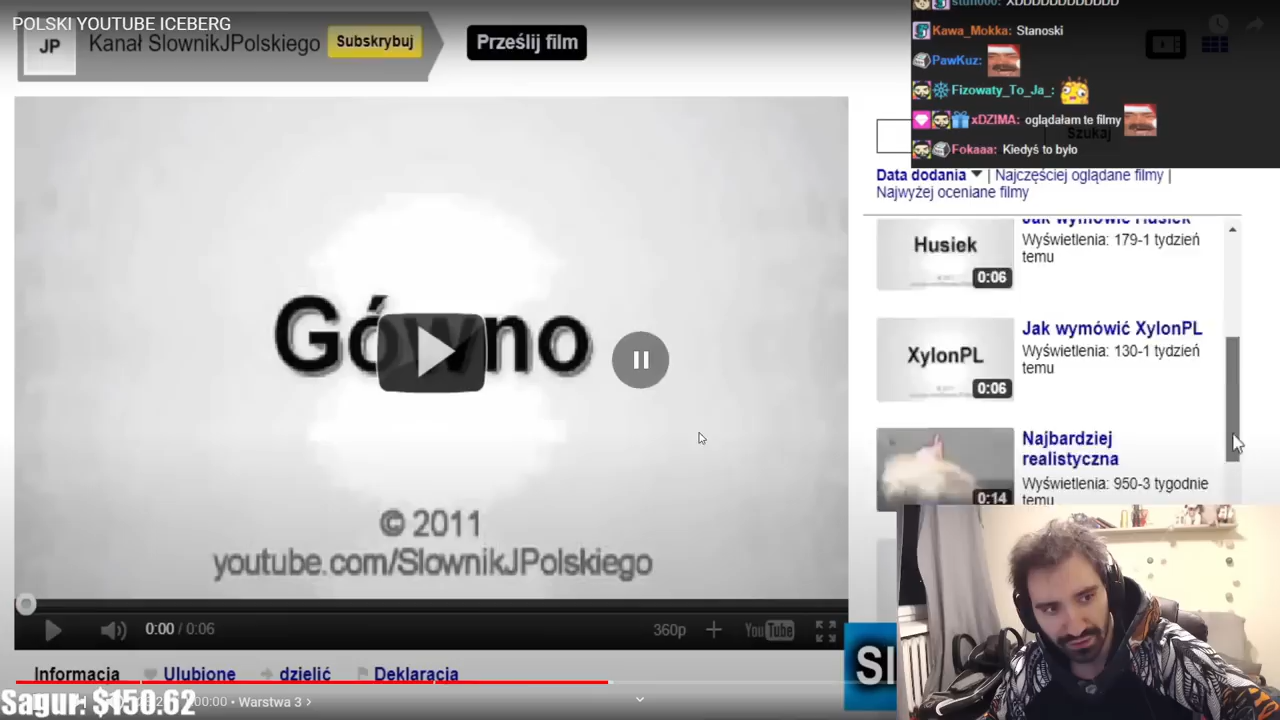 POLSKI YOUTUBE ICEBERG
JP
Kanał SlownikJPolskiego
Subskrybuj
Prześlij film
Kawa_Mokka: Stanoski
PawKuz:
Fizowaty_To_Ja_:
xDZIMA: oglądałam te filmy
Fokaaa: Kiedyś to było
Szukaj
Data dodania | Najczęściej oglądane filmy |
Najwyżej oceniane filmy
Jak wymówić Husiek
Husiek
Wyświetlenia: 179-1 tydzień
temu
0:06
Jak wymówić XylonPL
XylonPL
Wyświetlenia: 130-1 tydzień
temu
0:06
Najbardziej
realistyczna
Wyświetlenia: 950-3 tygodnie
temu
0:14
Gówno
© 2011
youtube.com/SlownikJPolskiego
0:00 / 0:06
360p
YouTube
Informacja
Ulubione
dzielić
Deklaracja
Sagur: $150.62
Warstwa 3